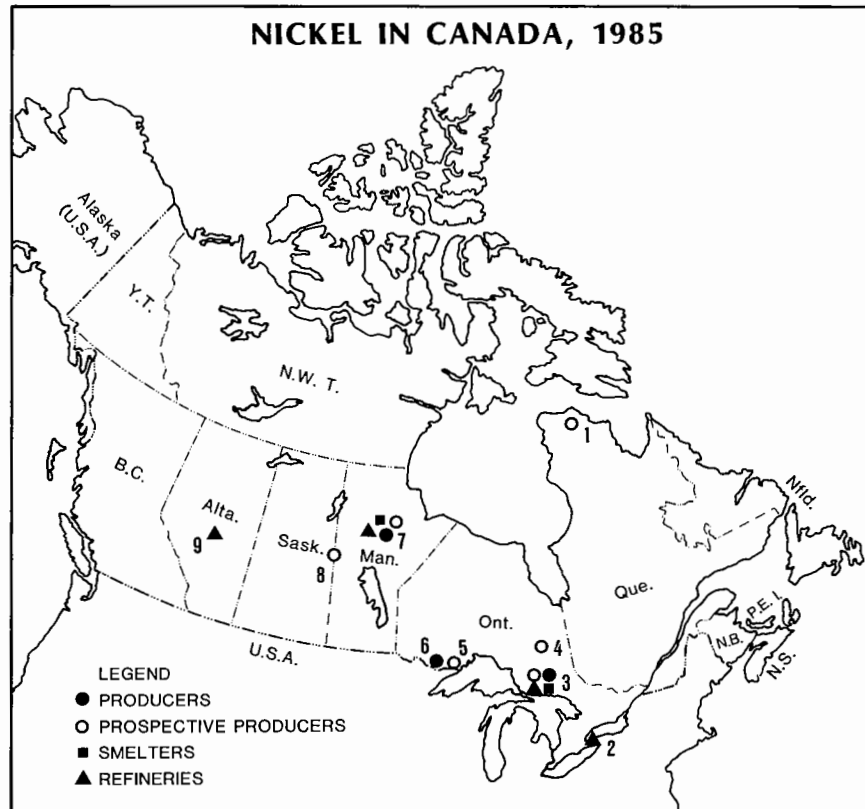 NICKEL IN CANADA, 1985
Alaska
(U.S.A.)
Y.T.
N.W. T.
1
B.C.
Alta.
9
Sask.
8
7
Man.
Nfld.
Que.
Ont.
P.E.I.
N.B.
N.S.
6
5
4
3
2
U.S.A.
LEGEND
PRODUCERS
PROSPECTIVE PRODUCERS
SMELTERS
REFINERIES